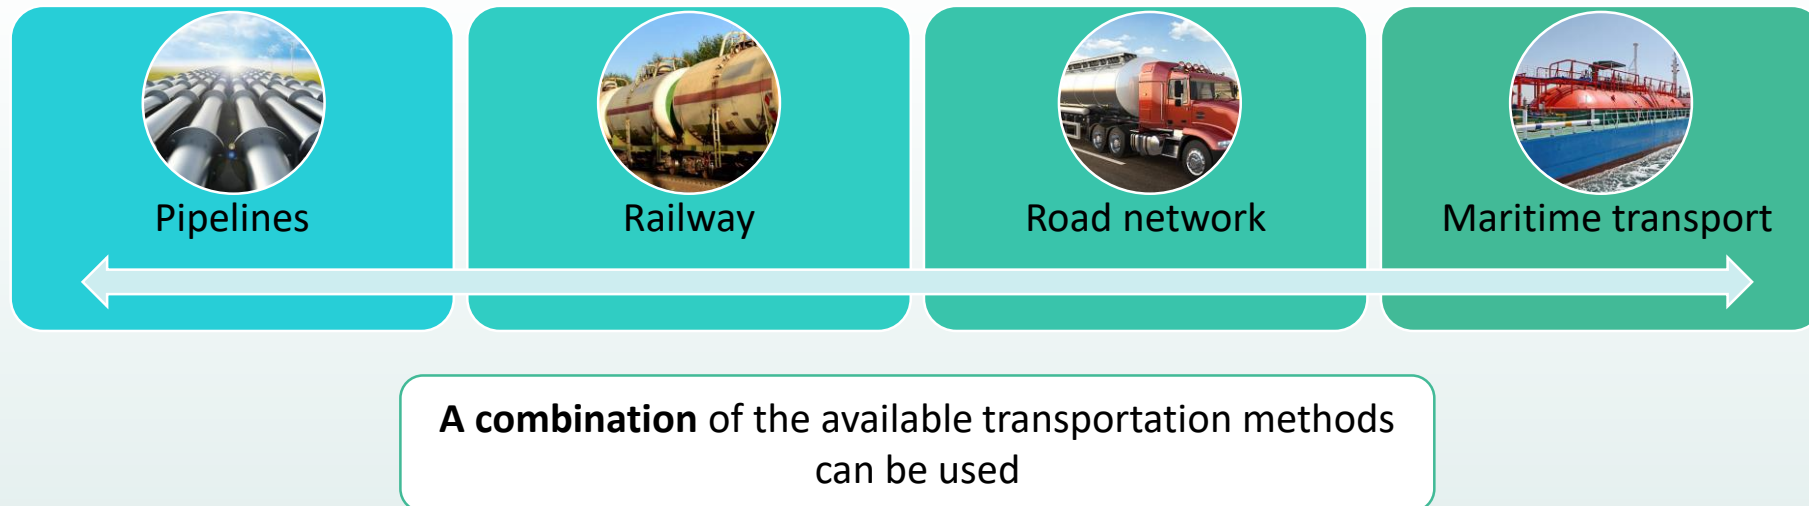 Pipelines
Railway
Road network
Maritime transport
A combination of the available transportation methods
can be used